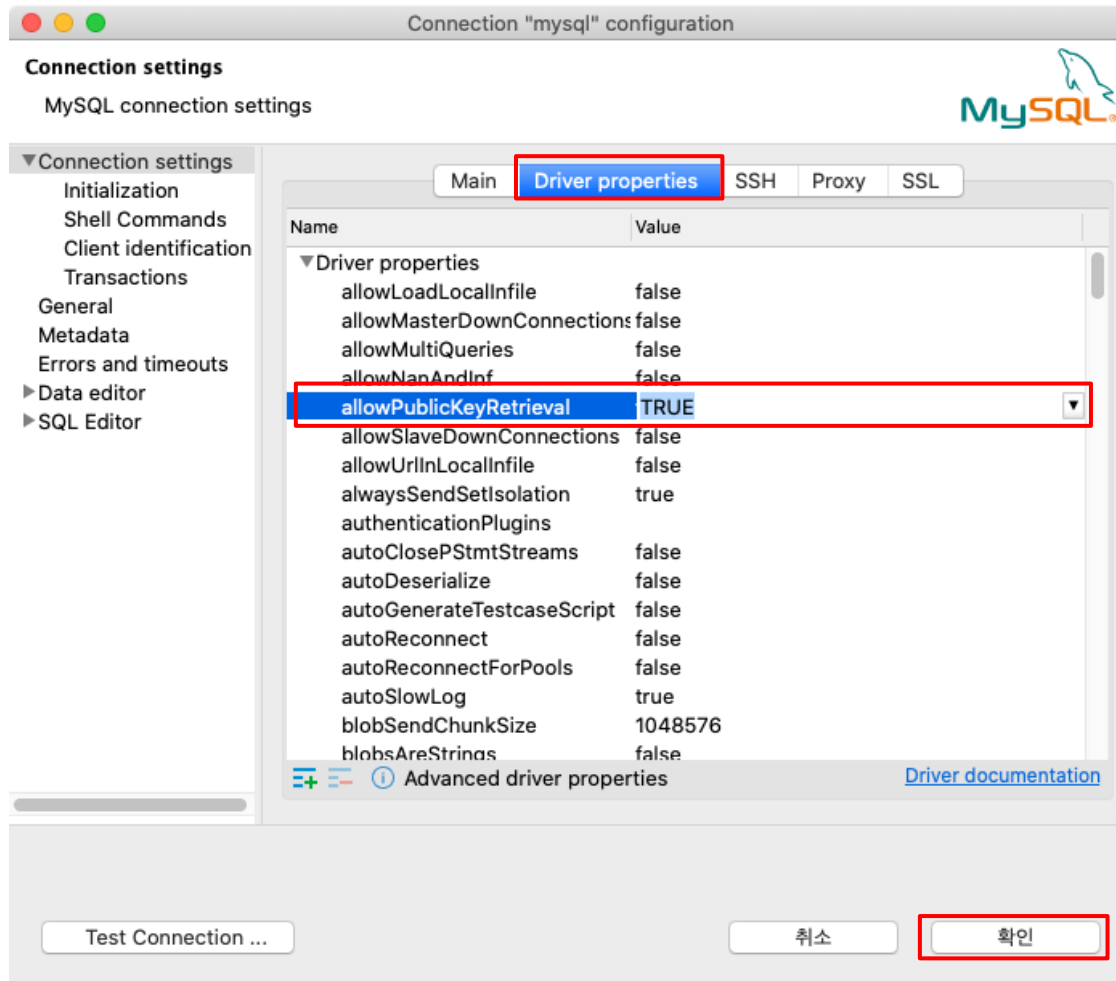 Connection "mysql" configuration
Connection settings
MySQL connection settings
MySQL®
Connection settings
Initialization
Shell Commands
Client identification
Transactions
General
Metadata
Errors and timeouts
Data editor
SQL Editor
Main Driver properties SSH Proxy SSL
Name Value
Driver properties
allowLoadLocalInfile false
allowMasterDownConnections false
allowMultiQueries false
allowNanAndInf false
allowPublicKeyRetrieval TRUE
allowSlaveDownConnections false
allowUrlInLocalInfile false
alwaysSendSetIsolation true
authenticationPlugins
autoClosePStmtStreams false
autoDeserialize false
autoGenerateTestcaseScript false
autoReconnect false
autoReconnectForPools false
autoSlowLog true
blobSendChunkSize 1048576
blobsAreStrings false
Advanced driver properties Driver documentation
Test Connection ... 취소 확인